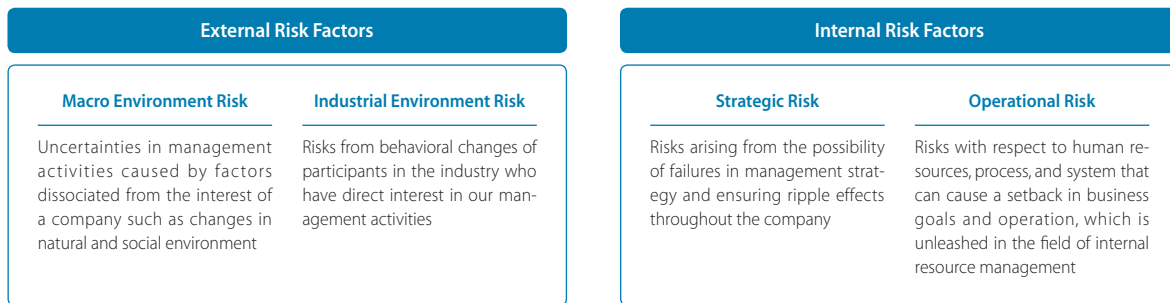 External Risk Factors
Macro Environment Risk
Uncertainties in management
activities caused by factors
dissociated from the interest of
a company such as changes in
natural and social environment
Industrial Environment Risk
Risks from behavioral changes of
participants in the industry who
have direct interest in our man-
agement activities
Internal Risk Factors
Strategic Risk
Risks arising from the possibility
of failures in management strat-
egy and ensuring ripple effects
throughout the company
Operational Risk
Risks with respect to human re-
sources, process, and system that
can cause a setback in business
goals and operation, which is
unleashed in the field of internal
resource management